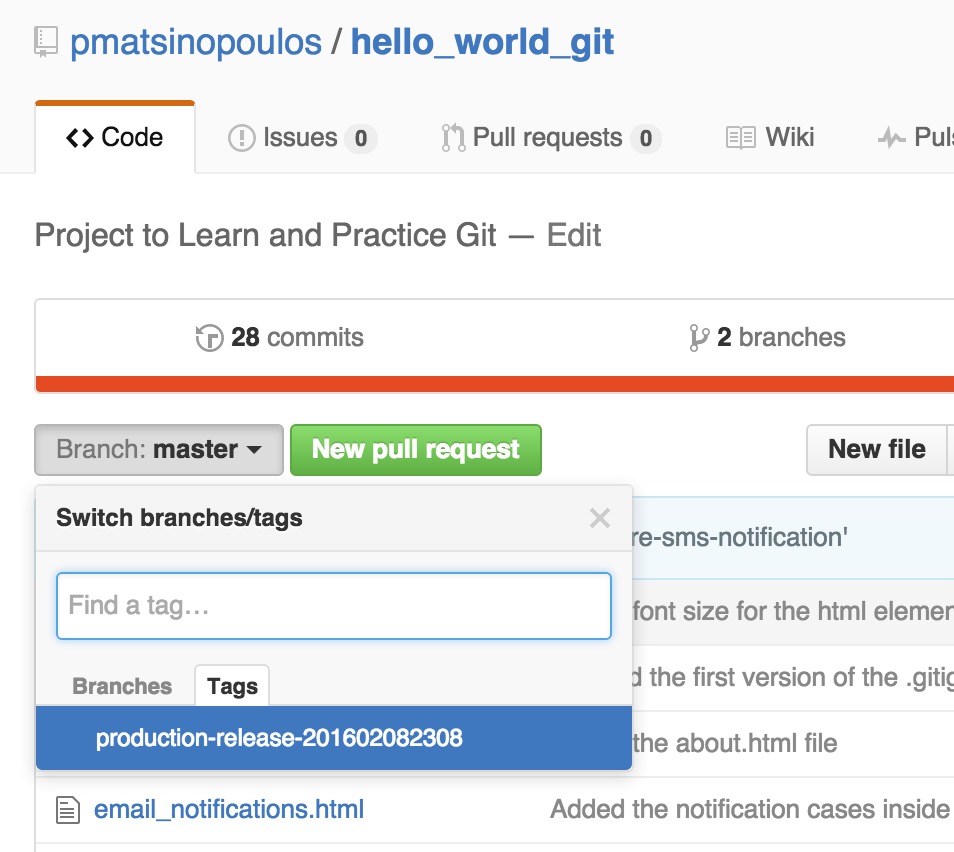 pmatsinopoulos / hello_world_git
Code Issues 0 Pull requests 0 Wiki
Project to Learn and Practice Git — Edit
28 commits 2 branches
Branch: master New pull request New file
Switch branches/tags
re-sms-notification'
Find a tag…
font size for the html
Branches Tags
the first version of the
production-release-201602082308
the about.html file
email_notifications.html Added the notification cases inside